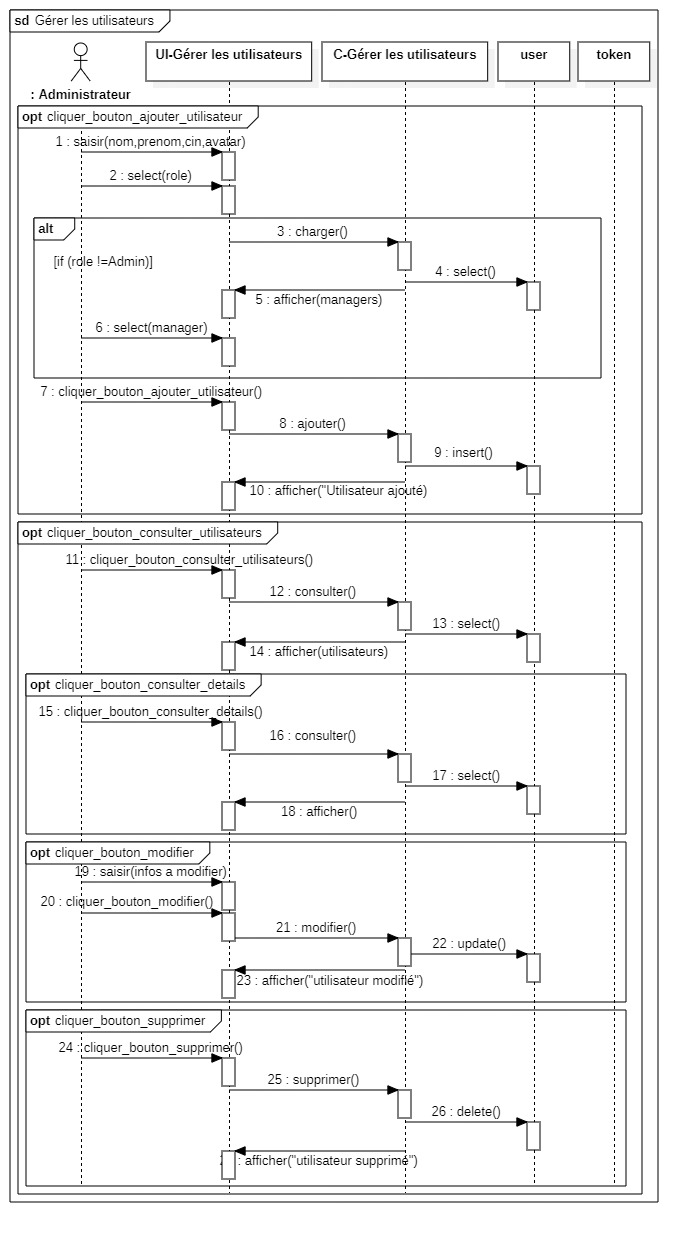 sd Gérer les utilisateurs
UI-Gérer les utilisateurs
C-Gérer les utilisateurs
user
token
: Administrateur
opt cliquer_bouton_ajouter_utilisateur
1 : saisir(nom,prenom,cin,avatar)
2 : select(role)
alt
3 : charger()
[if (role !=Admin)]
4 : select()
5 : afficher(managers)
6 : select(manager)
7 : cliquer_bouton_ajouter_utilisateur()
8 : ajouter()
9 : insert()
10 : afficher("Utilisateur ajouté)
opt cliquer_bouton_consulter_utilisateurs
11 : cliquer_bouton_consulter_utilisateurs()
12 : consulter()
13 : select()
14 : afficher(utilisateurs)
opt cliquer_bouton_consulter_details
15 : cliquer_bouton_consulter_details()
16 : consulter()
17 : select()
18 : afficher()
opt cliquer_bouton_modifier
19 : saisir(infos a modifier)
20 : cliquer_bouton_modifier()
21 : modifier()
22 : update()
23 : afficher("utilisateur modifié")
opt cliquer_bouton_supprimer
24 : cliquer_bouton_supprimer()
25 : supprimer()
26 : delete()
: afficher("utilisateur supprimé")